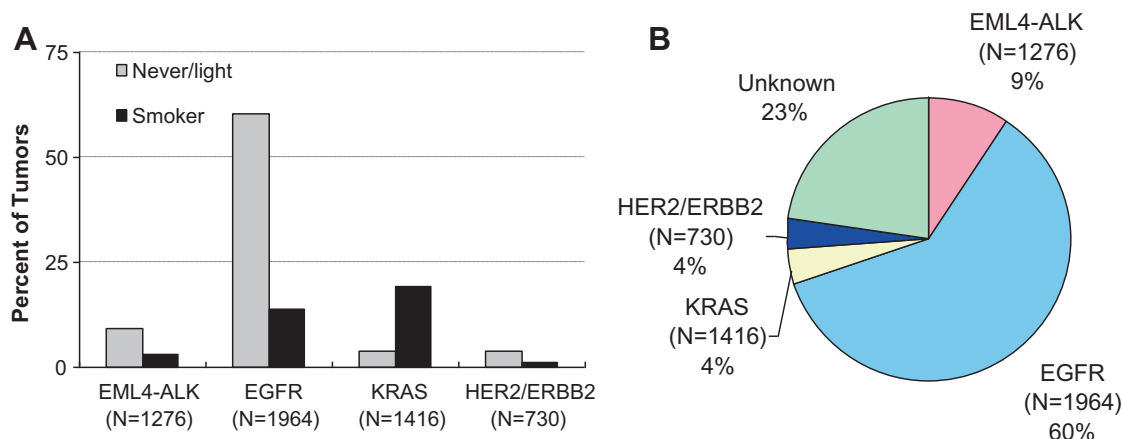 A
75
50
25
0
Percent of Tumors
Never/light
Smoker
EML4-ALK
(N=1276)
EGFR
(N=1964)
KRAS
(N=1416)
HER2/ERBB2
(N=730)
B
EML4-ALK
(N=1276)
9%
Unknown
23%
HER2/ERBB2
(N=730)
4%
KRAS
(N=1416)
4%
EGFR
(N=1964)
60%